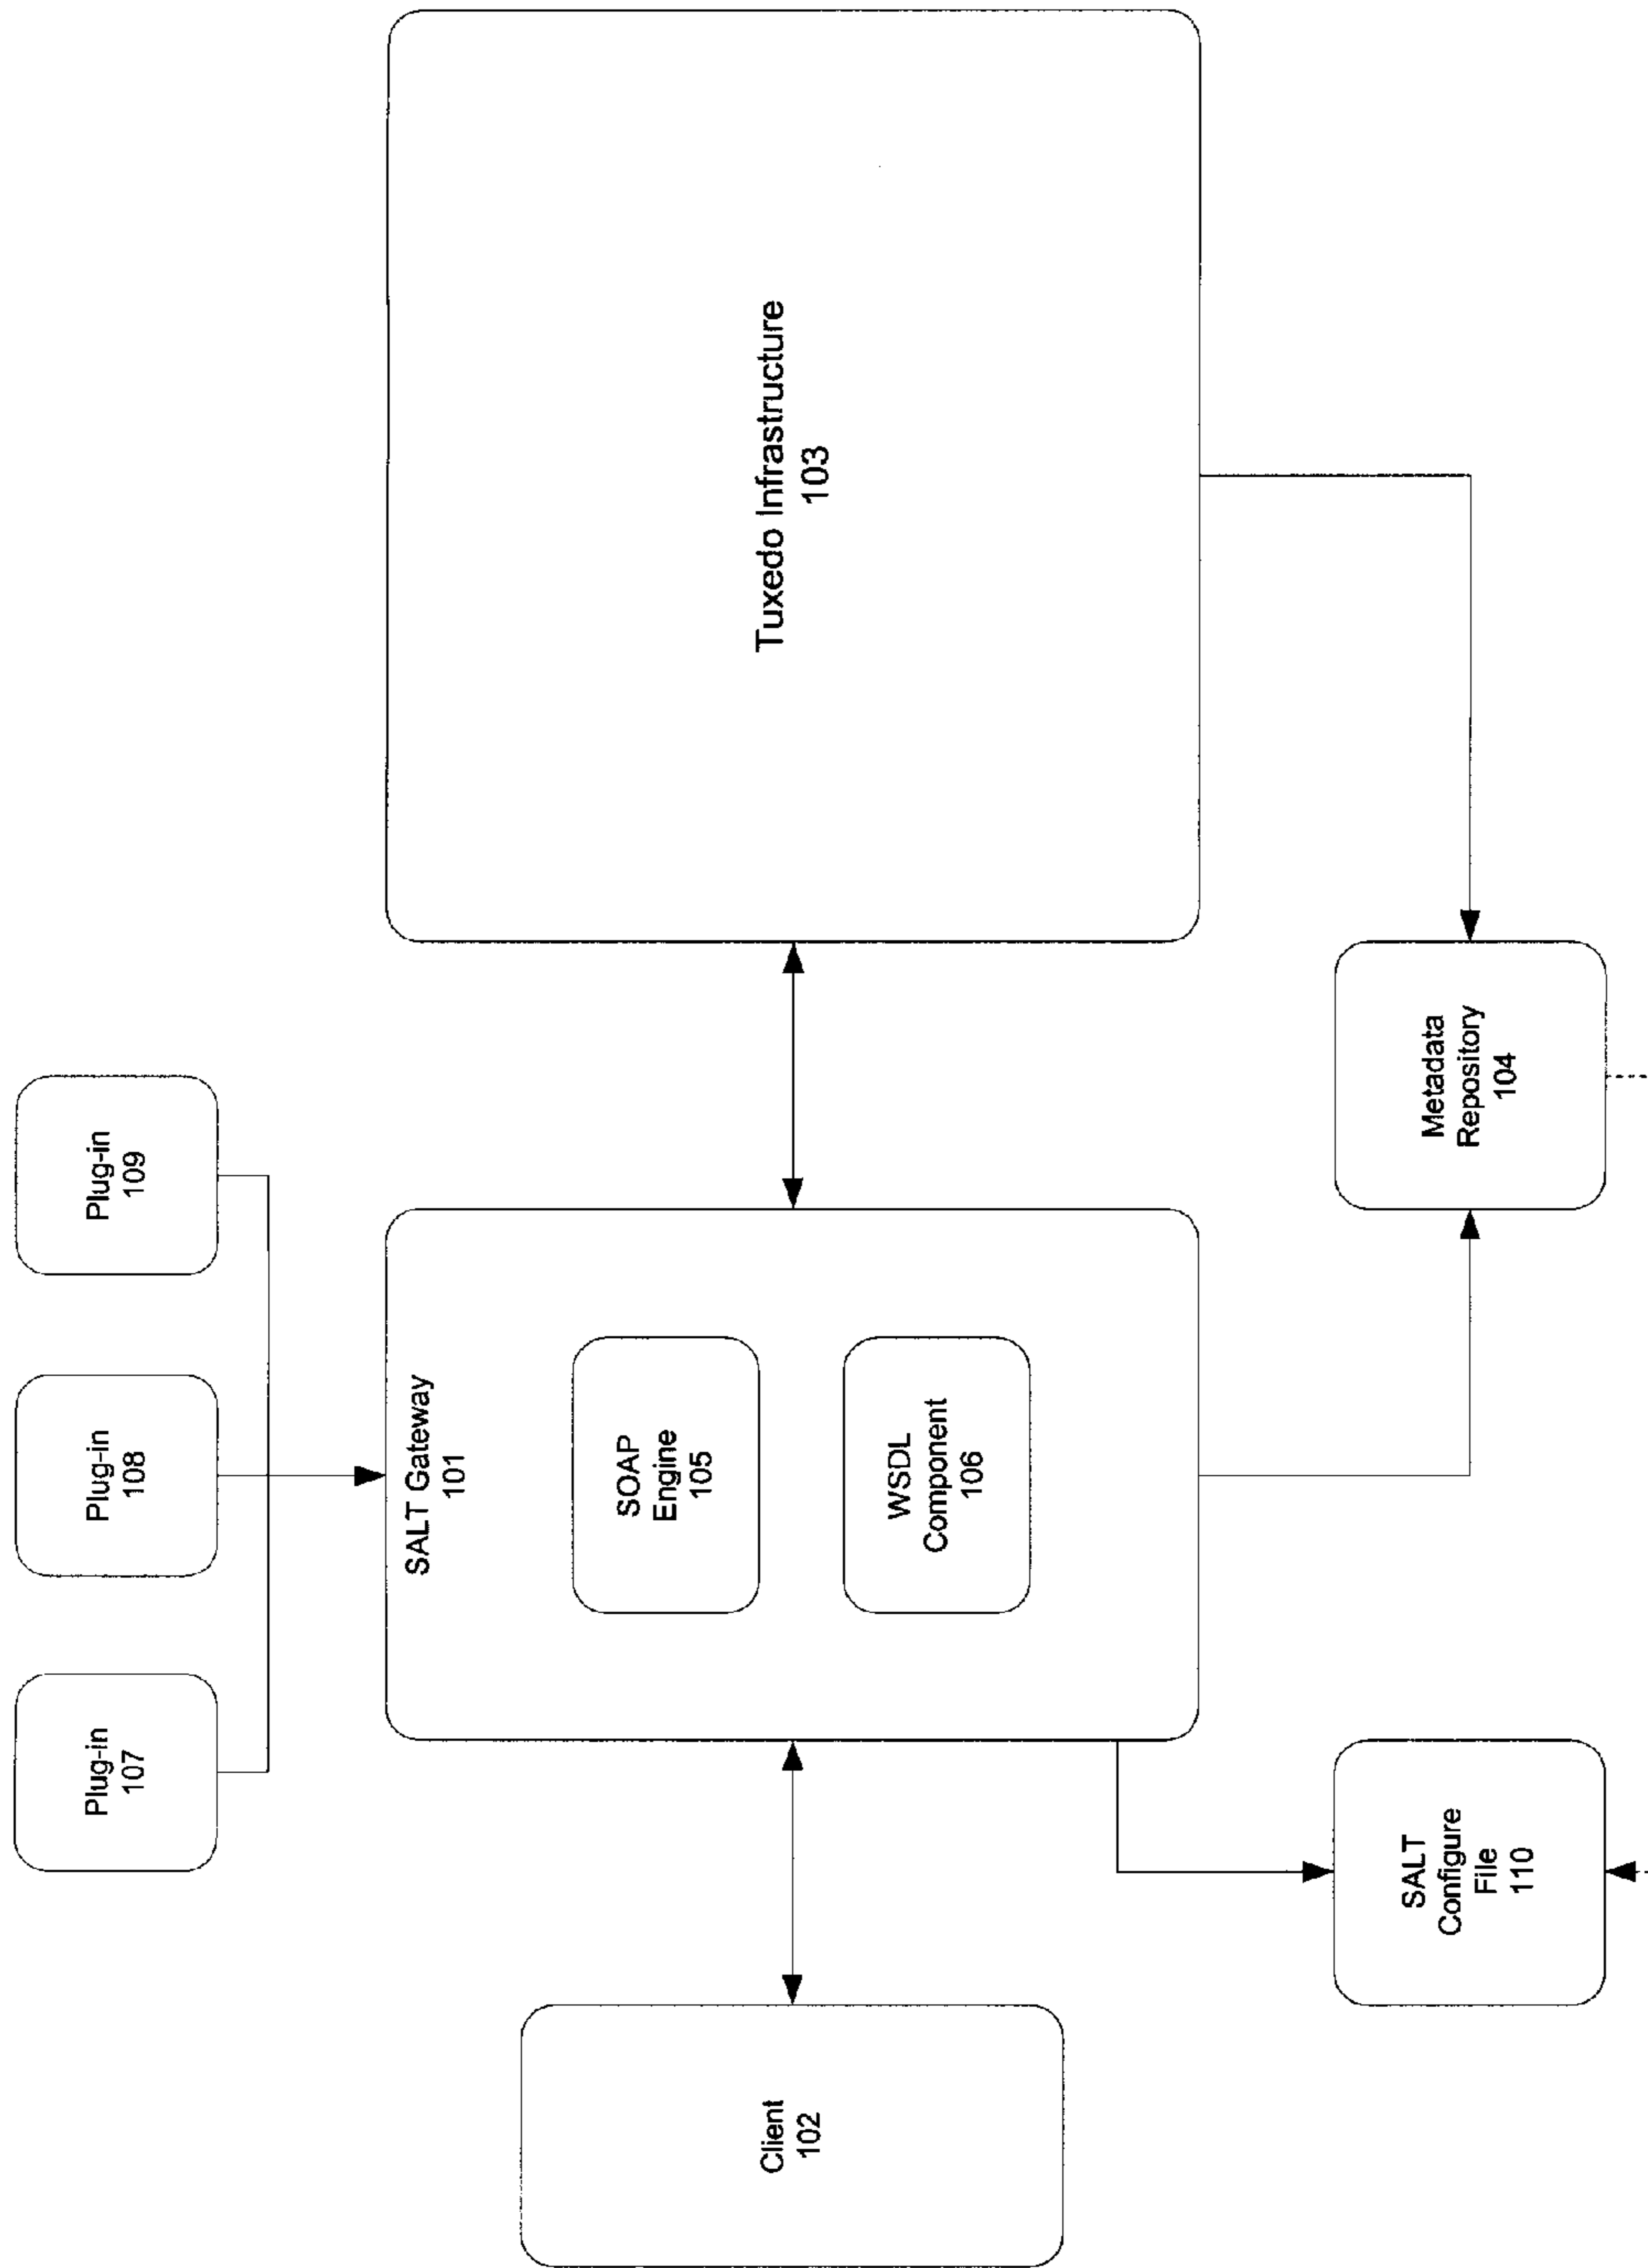 Plug-in
107
Plug-in
108
Plug-in
109
SALT Gateway
101
SOAP
Engine
105
WSDL
Component
106
Client
102
Tuxedo Infrastructure
103
SALT
Configure
File
110
Metadata
Repository
104